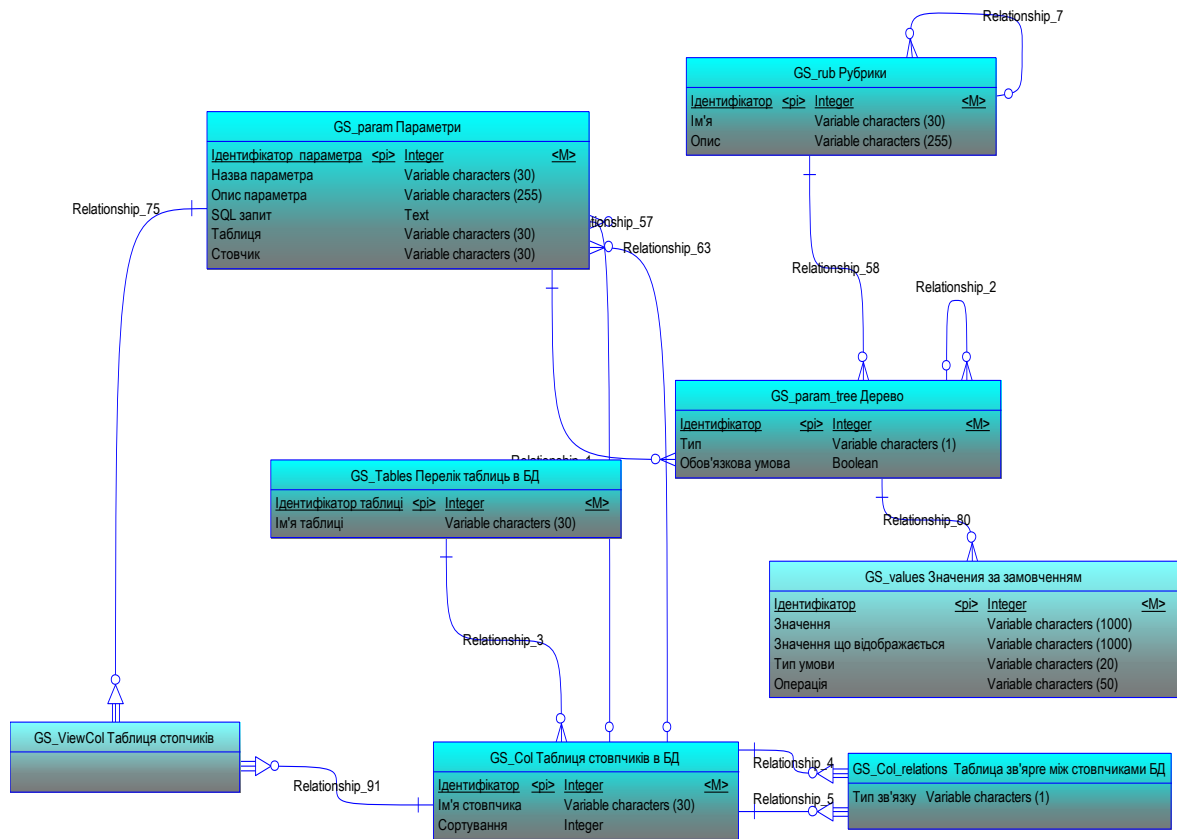 Relationship_7
GS_rub Рубрики
Ідентифікатор <pi> Integer <M>
Ім'я Variable characters (30)
Опис Variable characters (255)
GS_param Параметри
Ідентифікатор параметра <pi> Integer <M>
Назва параметра Variable characters (30)
Опис параметра Variable characters (255)
SQL запит Text
Таблиця Variable characters (30)
Стовчик Variable characters (30)
Relationship_75
tionship_57
Relationship_63
Relationship_58
Relationship_2
GS_param_tree Дерево
Ідентифікатор <pi> Integer <M>
Тип Variable characters (1)
Обов'язкова умова Boolean
GS_Tables Перелік таблиць в БД
Ідентифікатор таблиці <pi> Integer <M>
Ім'я таблиці Variable characters (30)
Relationship_80
GS_values Значения за замовченням
Ідентифікатор <pi> Integer <M>
Значення Variable characters (1000)
Значення що відображається Variable characters (1000)
Тип умови Variable characters (20)
Операція Variable characters (50)
Relationship_3
GS_ViewCol Таблиця стопчиків
Relationship_91
GS_Col Таблиця стовпчиків в БД
Ідентифікатор <pi> Integer <M>
Ім'я стовпчика Variable characters (30)
Сортування Integer
Relationship_4
Relationship_5
GS_Col_relations Таблица зв'ярге між стовпчиками БД
Тип зв'язку Variable characters (1)